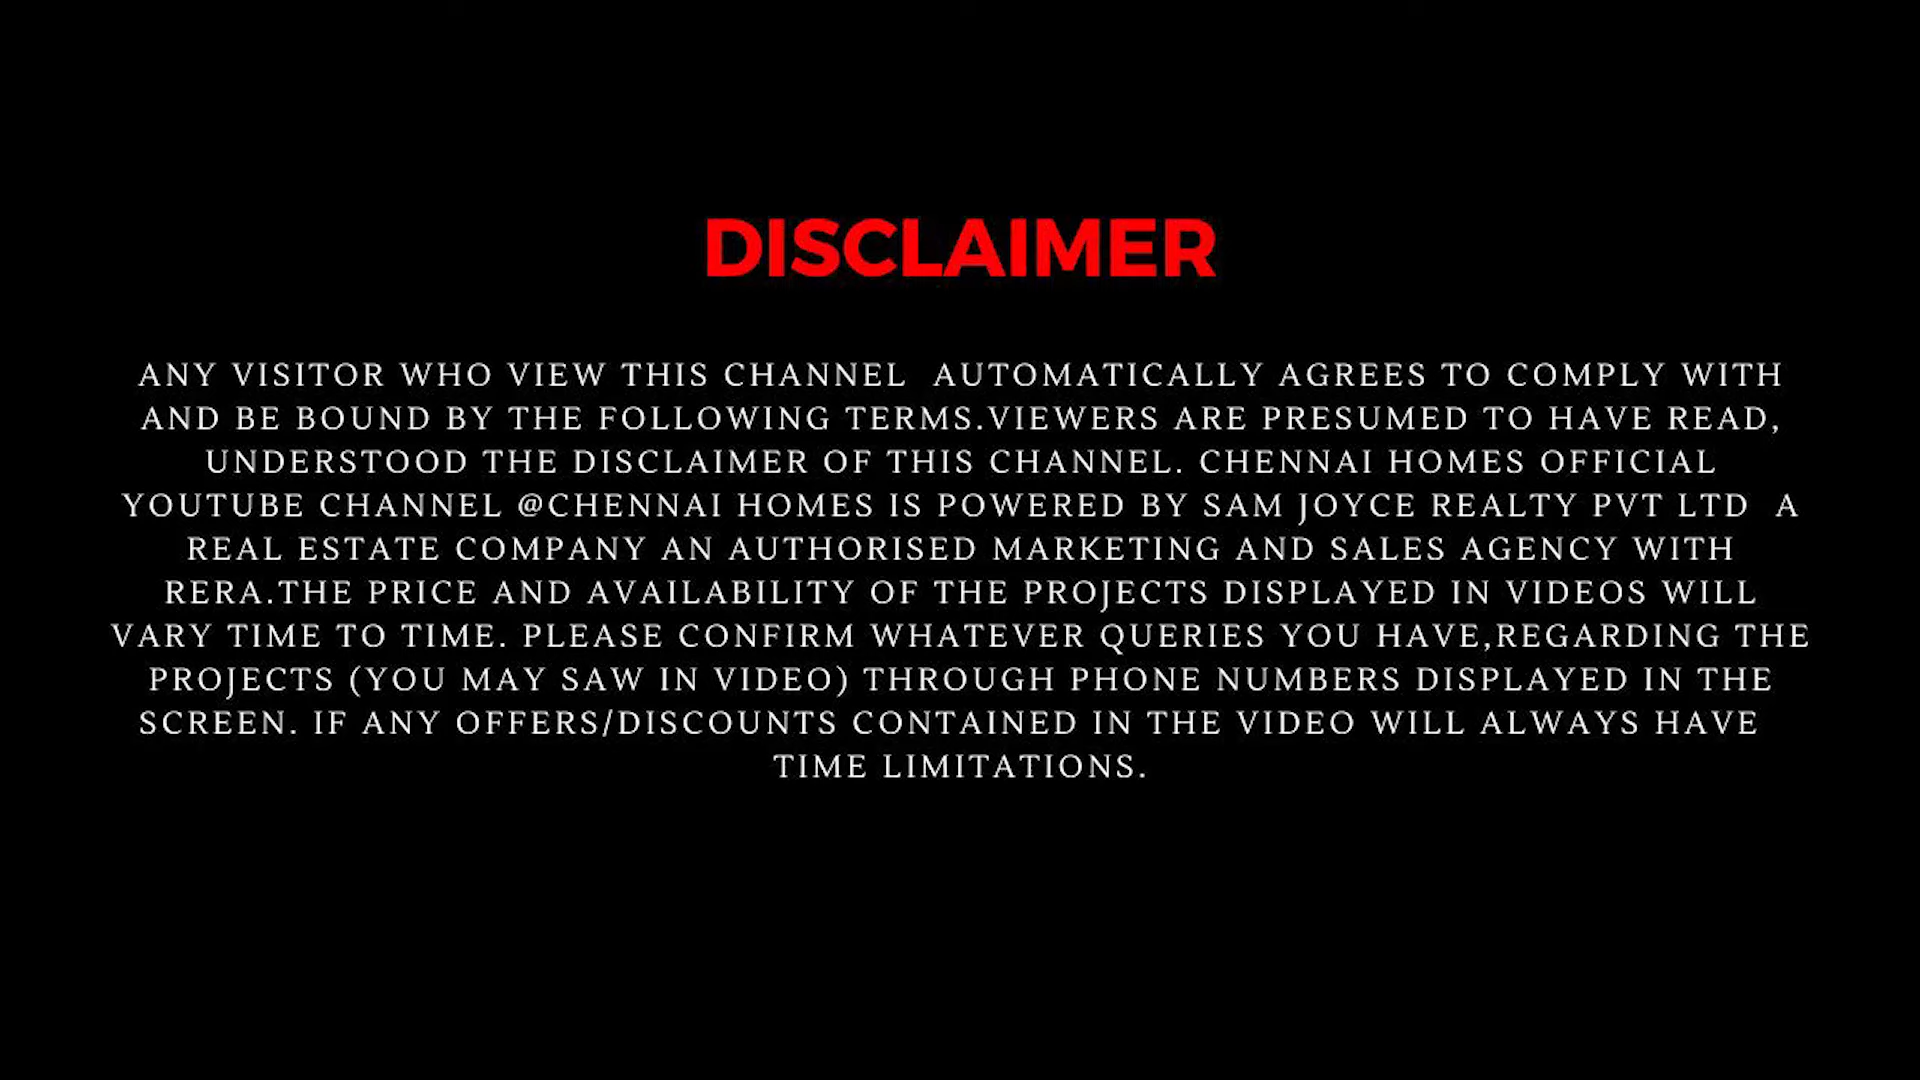 DISCLAIMER
ANY VISITOR WHO VIEW THIS CHANNEL AUTOMATICALLY AGREES TO COMPLY WITH
AND BE BOUND BY THE FOLLOWING TERMS.VIEWERS ARE PRESUMED TO HAVE READ,
UNDERSTOOD THE DISCLAIMER OF THIS CHANNEL. CHENNAI HOMES OFFICIAL
YOUTUBE CHANNEL @CHENNAI HOMES IS POWERED BY SAM JOYCE REALTY PVT LTD A
REAL ESTATE COMPANY AN AUTHORISED MARKETING AND SALES AGENCY WITH
RERA.THE PRICE AND AVAILABILITY OF THE PROJECTS DISPLAYED IN VIDEOS WILL
VARY TIME TO TIME. PLEASE CONFIRM WHATEVER QUERIES YOU HAVE,REGARDING THE
PROJECTS (YOU MAY SAW IN VIDEO) THROUGH PHONE NUMBERS DISPLAYED IN THE
SCREEN. IF ANY OFFERS/DISCOUNTS CONTAINED IN THE VIDEO WILL ALWAYS HAVE
TIME LIMITATIONS.